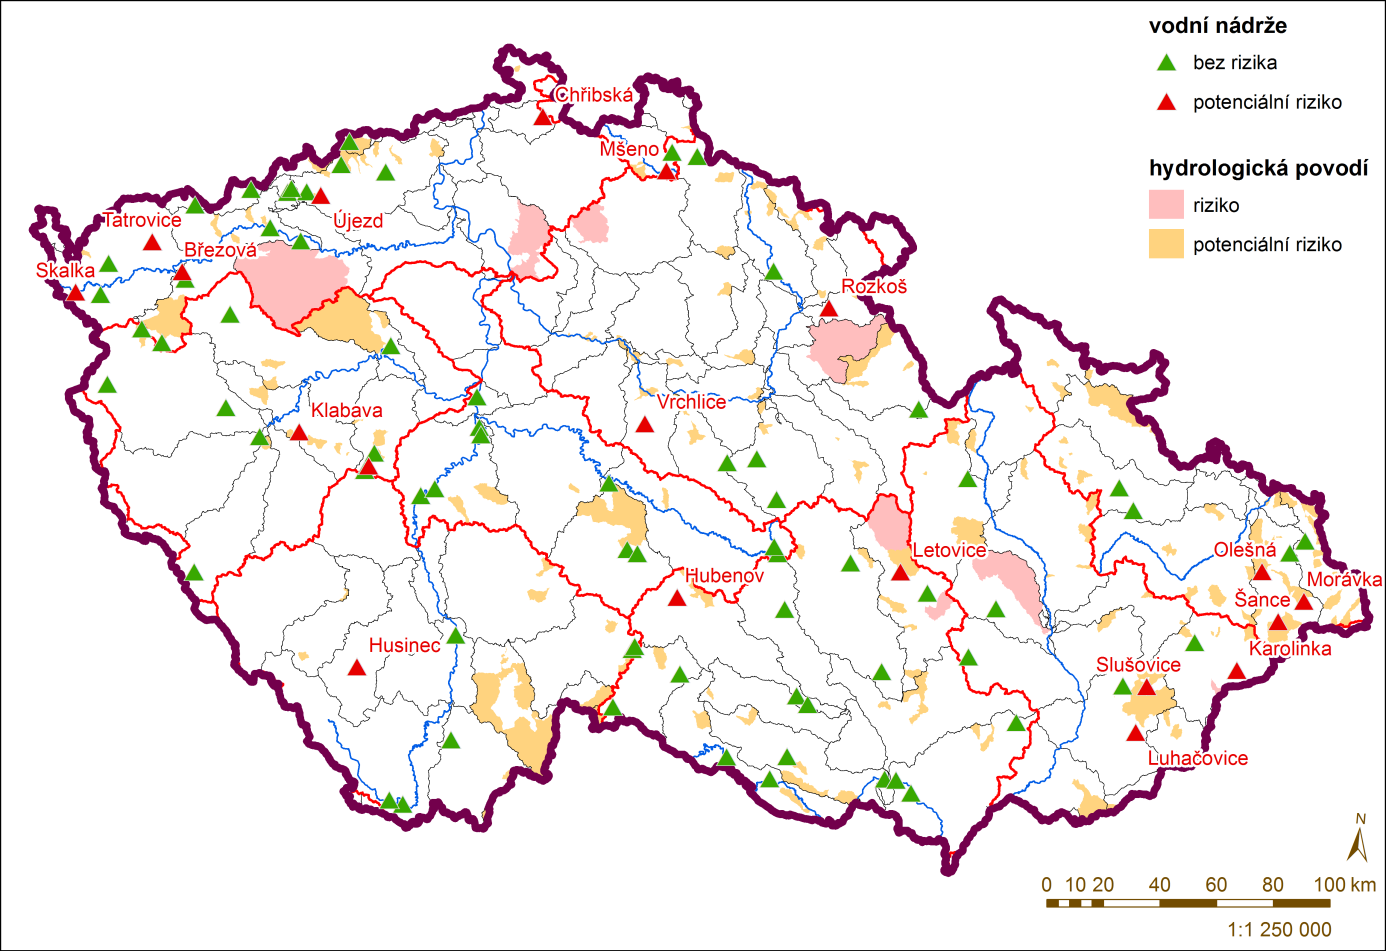 vodní nádrže
bez rizika
potenciální riziko
hydrologická povodí
riziko
potenciální riziko
Chřibská
Mšeno
Tatrovice
Újezd
Březová
Skalka
Rozkoš
Vrchlice
Klabava
Letovice
Olešná
Hubenov
Morávka
Šance
Husinec
Karolinka
Slušovice
Luhačovice
N
0 10 20 40 60 80 100 km
1:1 250 000